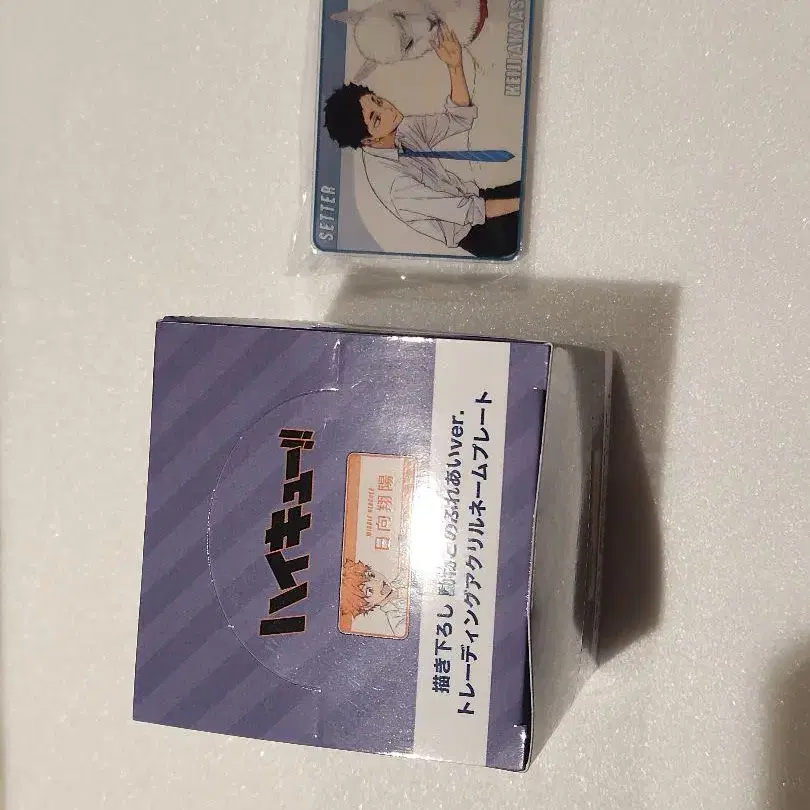 SETTER
KEIJI AKAAS
ハイキュー!!
MIDDLE BLOCKER
日向翔陽
描き下ろし 動物とのふれあいver.
トレーディングアクリルネームプレート